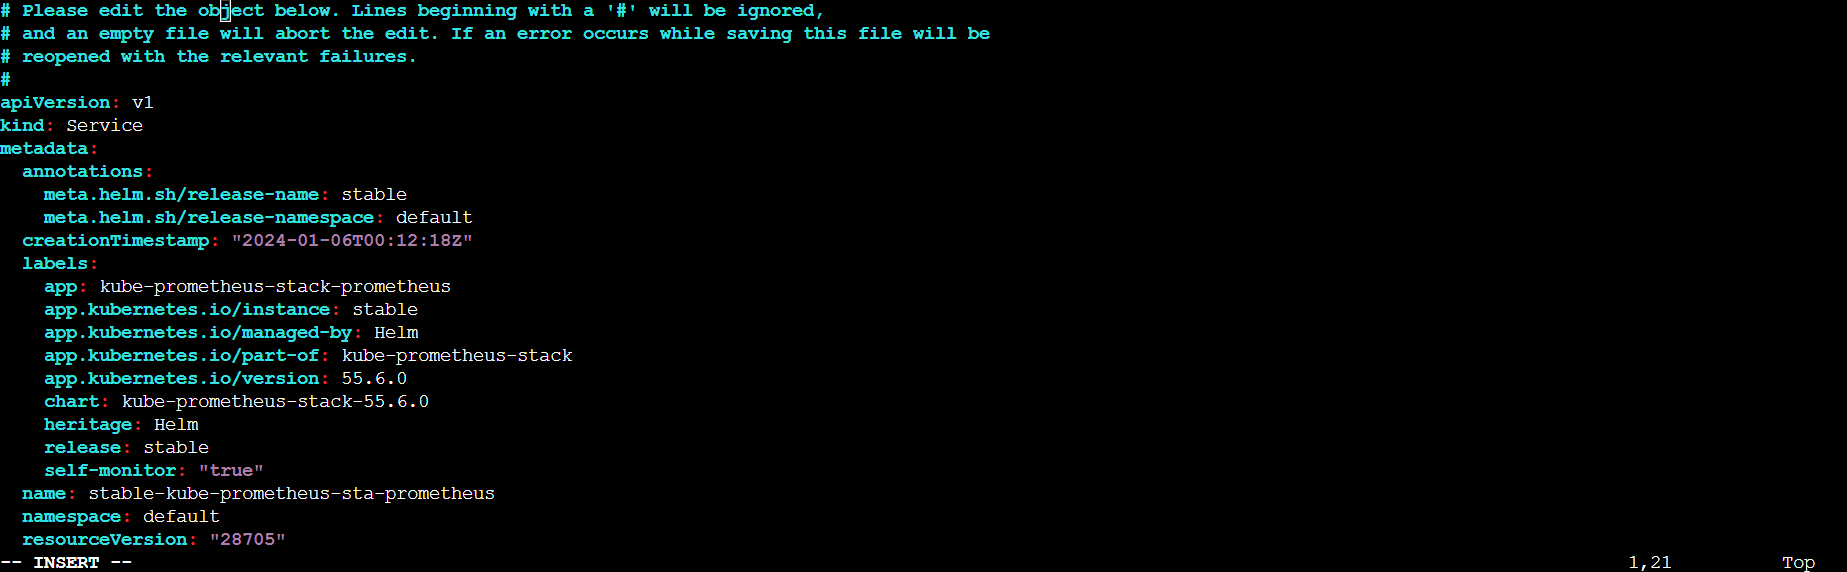 # Please edit the object below. Lines beginning with a '#' will be ignored,
# and an empty file will abort the edit. If an error occurs while saving this file will be
# reopened with the relevant failures.
#
apiVersion: v1
kind: Service
metadata:
  annotations:
    meta.helm.sh/release-name: stable
    meta.helm.sh/release-namespace: default
  creationTimestamp: "2024-01-06T00:12:18Z"
  labels:
    app: kube-prometheus-stack-prometheus
    app.kubernetes.io/instance: stable
    app.kubernetes.io/managed-by: Helm
    app.kubernetes.io/part-of: kube-prometheus-stack
    app.kubernetes.io/version: 55.6.0
    chart: kube-prometheus-stack-55.6.0
    heritage: Helm
    release: stable
    self-monitor: "true"
  name: stable-kube-prometheus-sta-prometheus
  namespace: default
  resourceVersion: "28705"
-- INSERT -- 1,21 Top